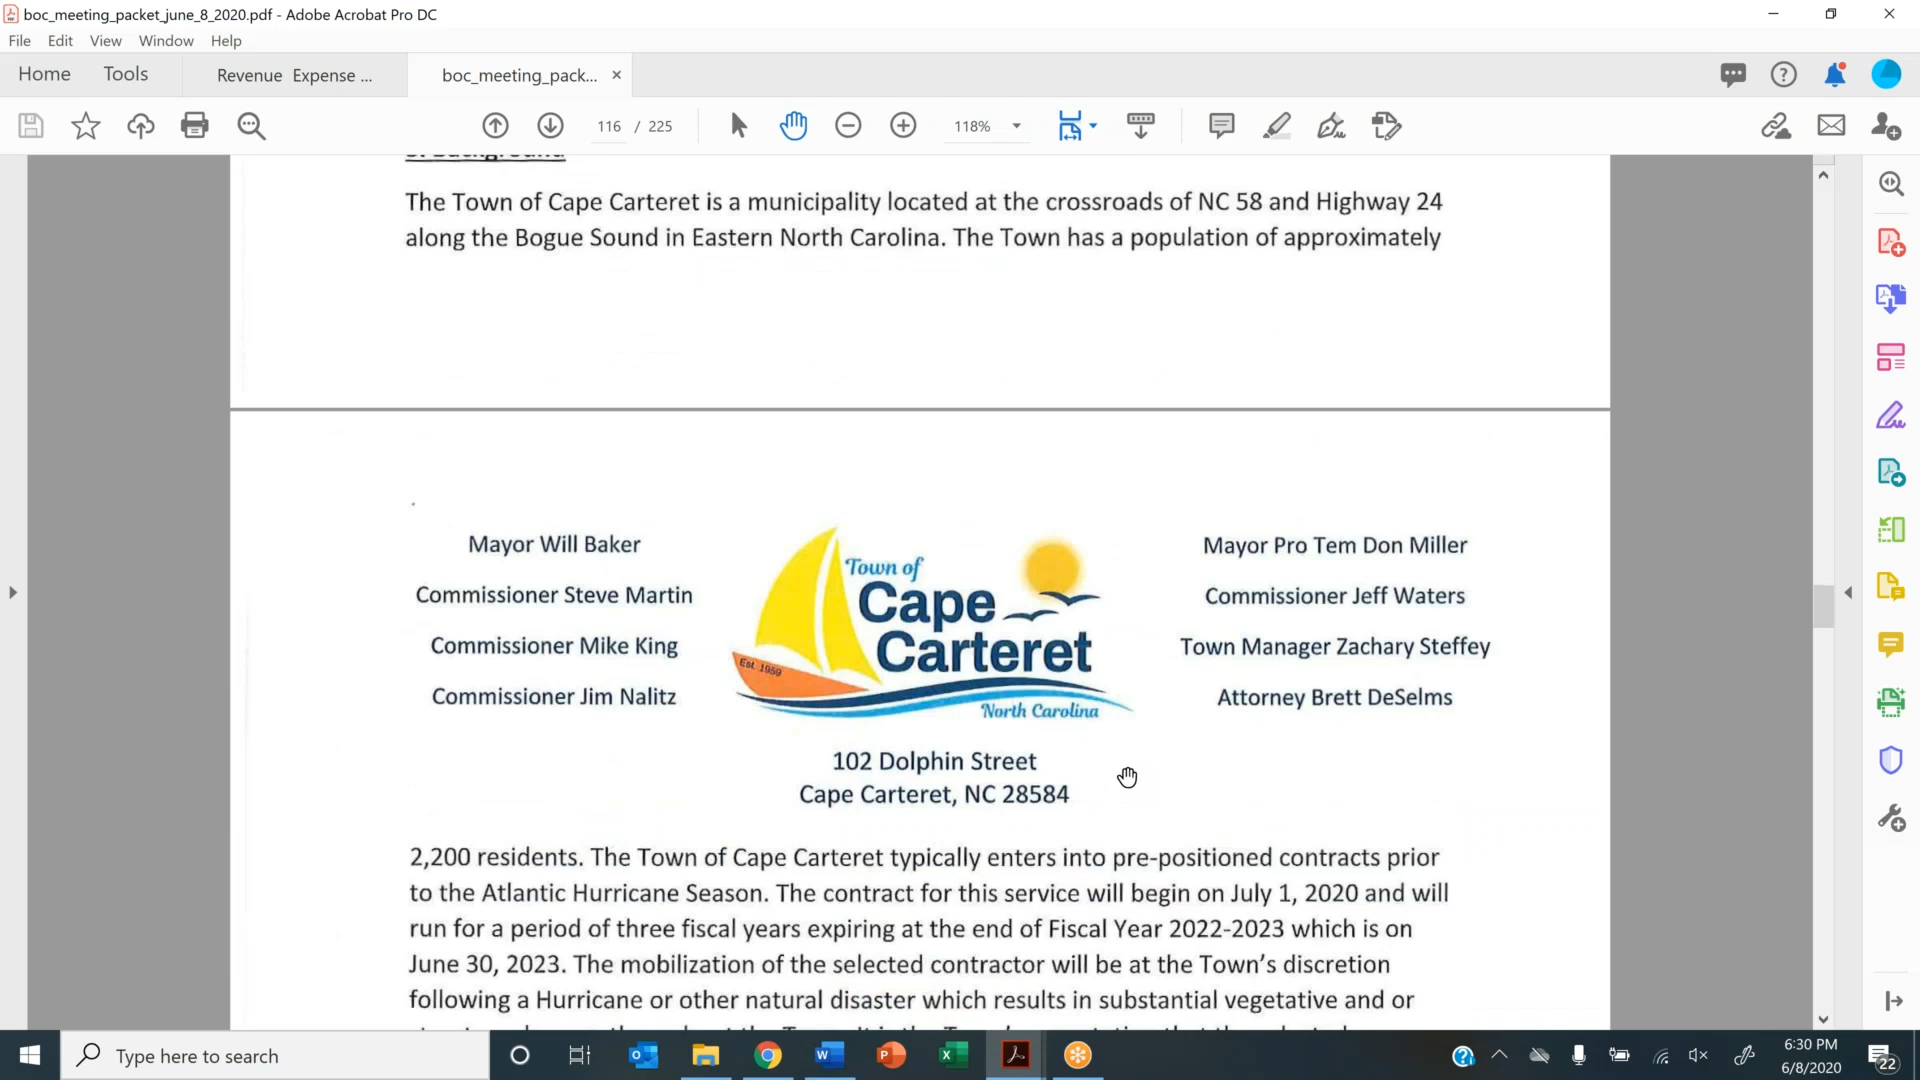 boc_meeting_packet_june_8_2020.pdf - Adobe Acrobat Pro DC
File Edit View Window Help
Home Tools Revenue Expense ... boc_meeting_pack... ×
116 / 225 118%
3. Background
The Town of Cape Carteret is a municipality located at the crossroads of NC 58 and Highway 24
along the Bogue Sound in Eastern North Carolina. The Town has a population of approximately
Mayor Will Baker
Commissioner Steve Martin
Commissioner Mike King
Commissioner Jim Nalitz
Town of
Cape
Carteret
Est. 1959
North Carolina
Mayor Pro Tem Don Miller
Commissioner Jeff Waters
Town Manager Zachary Steffey
Attorney Brett DeSelms
102 Dolphin Street
Cape Carteret, NC 28584
2,200 residents. The Town of Cape Carteret typically enters into pre-positioned contracts prior
to the Atlantic Hurricane Season. The contract for this service will begin on July 1, 2020 and will
run for a period of three fiscal years expiring at the end of Fiscal Year 2022-2023 which is on
June 30, 2023. The mobilization of the selected contractor will be at the Town's discretion
following a Hurricane or other natural disaster which results in substantial vegetative and or
Type here to search
6:30 PM
6/8/2020
22